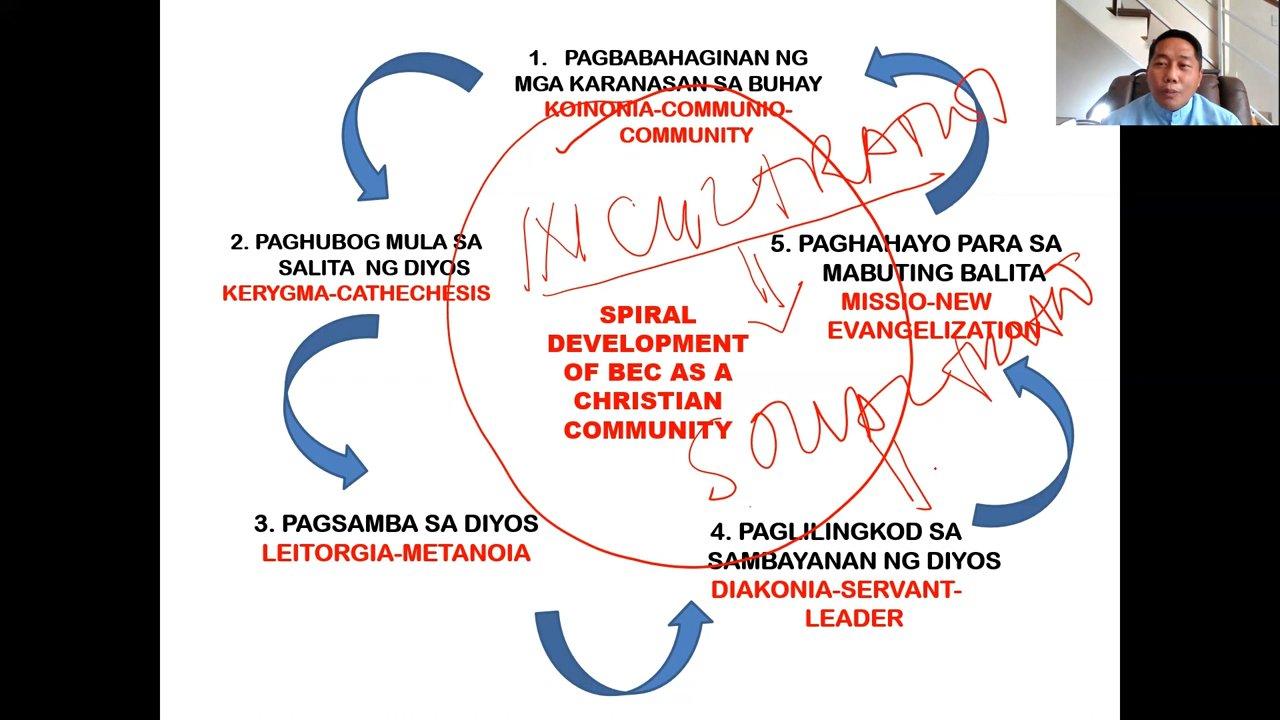 1. PAGBABAHAGINAN NG
MGA KARANASAN SA BUHAY
KOINONIA-COMMUNIO-
COMMUNITY
2. PAGHUBOG MULA SA
SALITA NG DIYOS
KERYGMA-CATHECHESIS
5. PAGHAHAYO PARA SA
MABUTING BALITA
MISSIO-NEW
EVANGELIZATION
SPIRAL
DEVELOPMENT
OF BEC AS A
CHRISTIAN
COMMUNITY
3. PAGSAMBA SA DIYOS
LEITORGIA-METANOIA
4. PAGLILINGKOD SA
SAMBAYANAN NG DIYOS
DIAKONIA-SERVANT-
LEADER